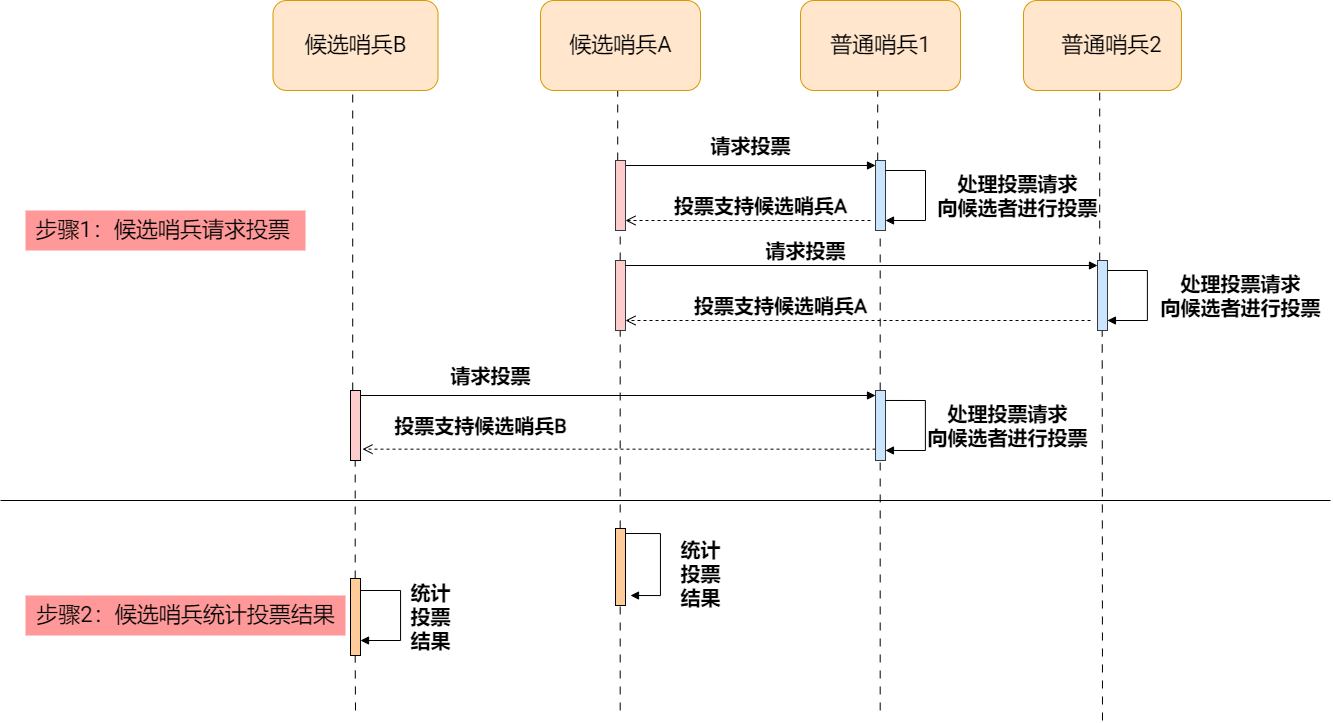 候选哨兵B
候选哨兵A
普通哨兵1
普通哨兵2
请求投票
处理投票请求
向候选者进行投票
投票支持候选哨兵A
步骤1：候选哨兵请求投票
请求投票
处理投票请求
向候选者进行投票
投票支持候选哨兵A
请求投票
处理投票请求
向候选者进行投票
投票支持候选哨兵B
统计
投票
结果
步骤2：候选哨兵统计投票结果
统计
投票
结果